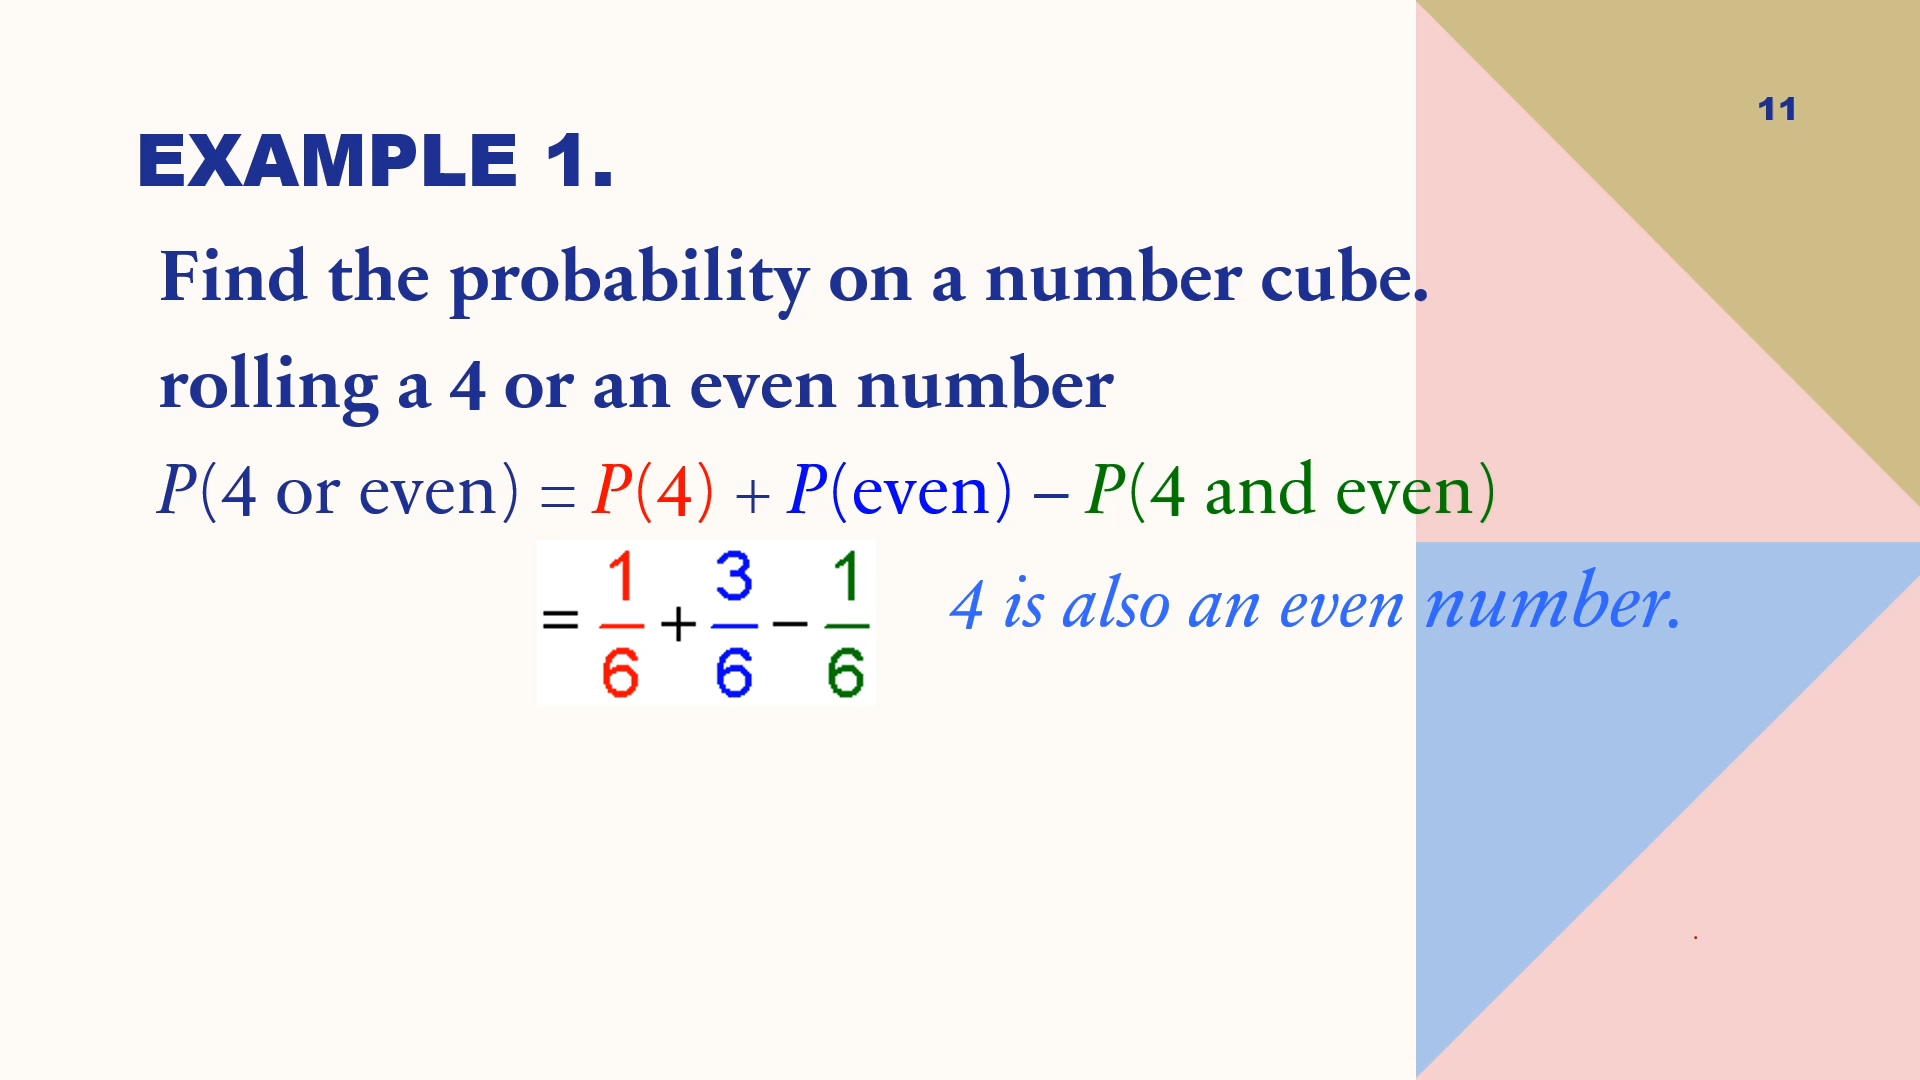 11
EXAMPLE 1.
Find the probability on a number cube.
rolling a 4 or an even number
P(4 or even) = P(4) + P(even) – P(4 and even)
= 1/6 + 3/6 − 1/6
4 is also an even number.